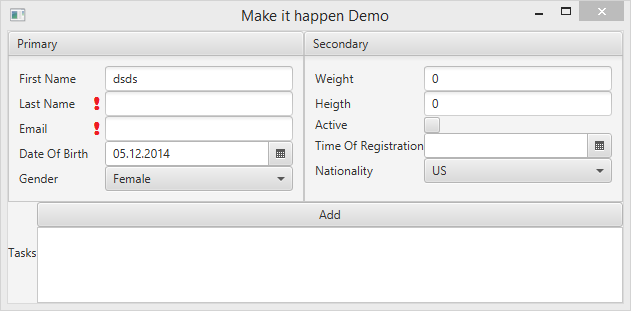 Make it happen Demo
Primary
First Name dsds
Last Name
Email
Date Of Birth 05.12.2014
Gender Female
Secondary
Weight 0
Heigth 0
Active
Time Of Registration
Nationality US
Add
Tasks